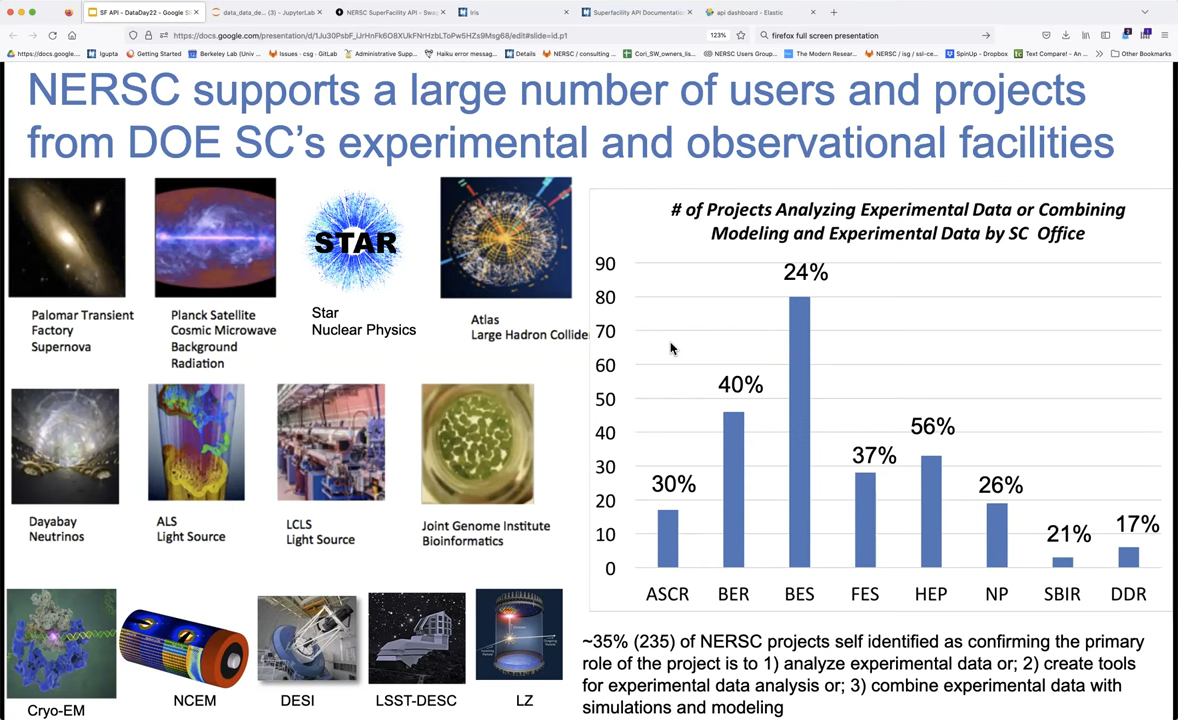 SF API - DataDay22 - Google S
data_data_de... (3) - JupyterLab
NERSC SuperFacility API - Swa
Iris
Superfacility API Documentation
api dashboard - Elastic
https://docs.google.com/presentation/d/1Ju30PsbF_iJrHnFk6O8XUkFNrHzbLToPw5HZs9Msg68/edit#slide=id.p1
123%
firefox full screen presentation
https://docs.google....
lgupta
Getting Started
Berkeley Lab (Univ ...
Issues · csg · GitLab
Administrative Supp...
Haiku error messag...
Details
NERSC / consulting ...
Cori_SW_owners_lis...
NERSC Users Group...
The Modern Resear...
NERSC / isg / ssl-ce...
SpinUp - Dropbox
Text Compare! - An...
Other Bookmarks
NERSC supports a large number of users and projects
from DOE SC's experimental and observational facilities
STAR
Palomar Transient
Factory
Supernova
Planck Satellite
Cosmic Microwave
Background
Radiation
Star
Nuclear Physics
Atlas
Large Hadron Collide
Dayabay
Neutrinos
ALS
Light Source
LCLS
Light Source
Joint Genome Institute
Bioinformatics
Cryo-EM
NCEM
DESI
LSST-DESC
LZ
# of Projects Analyzing Experimental Data or Combining
Modeling and Experimental Data by SC Office
90
80
70
60
50
40
30
20
10
0
30%
40%
24%
37%
56%
26%
21%
17%
ASCR
BER
BES
FES
HEP
NP
SBIR
DDR
~35% (235) of NERSC projects self identified as confirming the primary
role of the project is to 1) analyze experimental data or; 2) create tools
for experimental data analysis or; 3) combine experimental data with
simulations and modeling